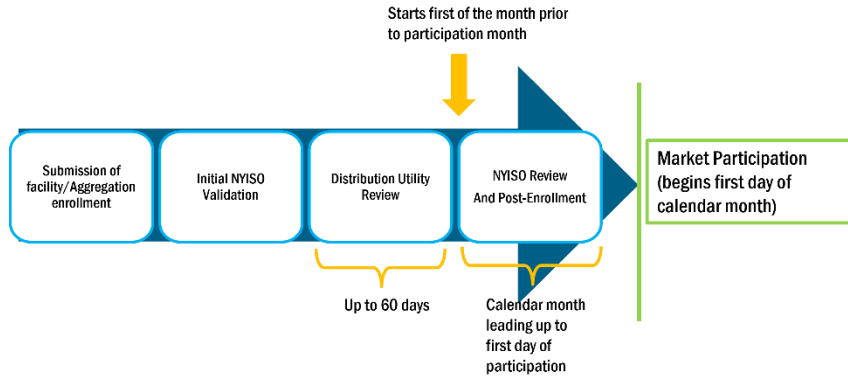 Starts first of the month prior
to participation month
Submission of
facility/Aggregation
enrollment
Initial NYISO
Validation
Distribution Utility
Review
NYISO Review
And Post-Enrollment
Market Participation
(begins first day of
calendar month)
Up to 60 days
Calendar month
leading up to
first day of
participation